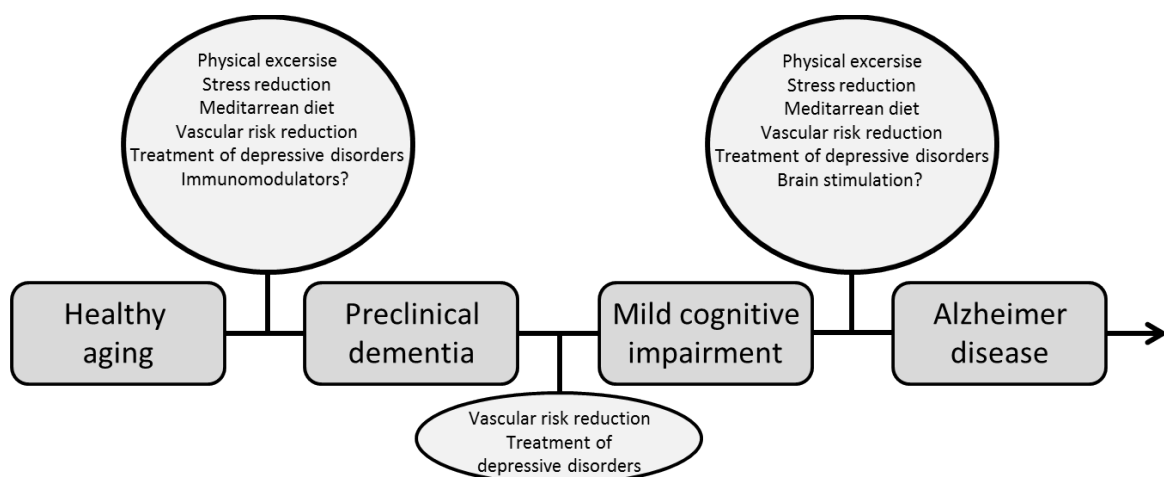 Physical excersise
Stress reduction
Meditarrean diet
Vascular risk reduction
Treatment of depressive disorders
Immunomodulators?
Physical excersise
Stress reduction
Meditarrean diet
Vascular risk reduction
Treatment of depressive disorders
Brain stimulation?
Healthy
aging
Preclinical
dementia
Mild cognitive
impairment
Alzheimer
disease
Vascular risk reduction
Treatment of
depressive disorders